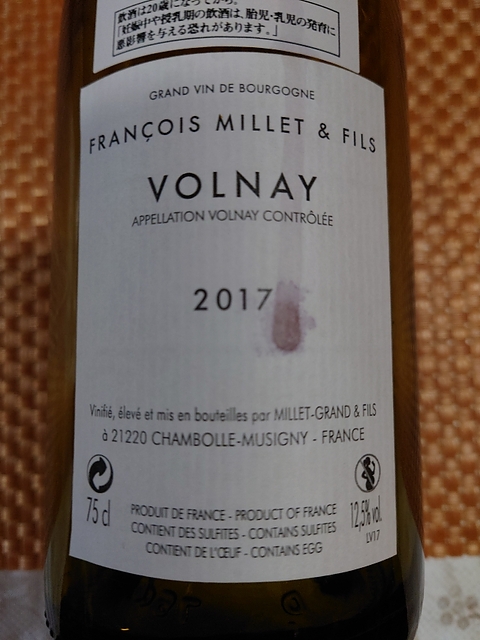 飲酒は20歳になってから。
「妊娠中や授乳期の飲酒は、胎児・乳児の発育に
悪影響を与える恐れがあります。」
GRAND VIN DE BOURGOGNE
FRANÇOIS MILLET & FILS
VOLNAY
APPELLATION VOLNAY CONTRÔLÉE
2017
Vinifié, élevé et mis en bouteilles par MILLET-GRAND & FILS
à 21220 CHAMBOLLE-MUSIGNY - FRANCE
75 cl
PRODUIT DE FRANCE - PRODUCT OF FRANCE
CONTIENT DES SULFITES - CONTAINS SULFITES
CONTIENT DE L'ŒUF - CONTAINS EGG
12,5% vol.
LV17